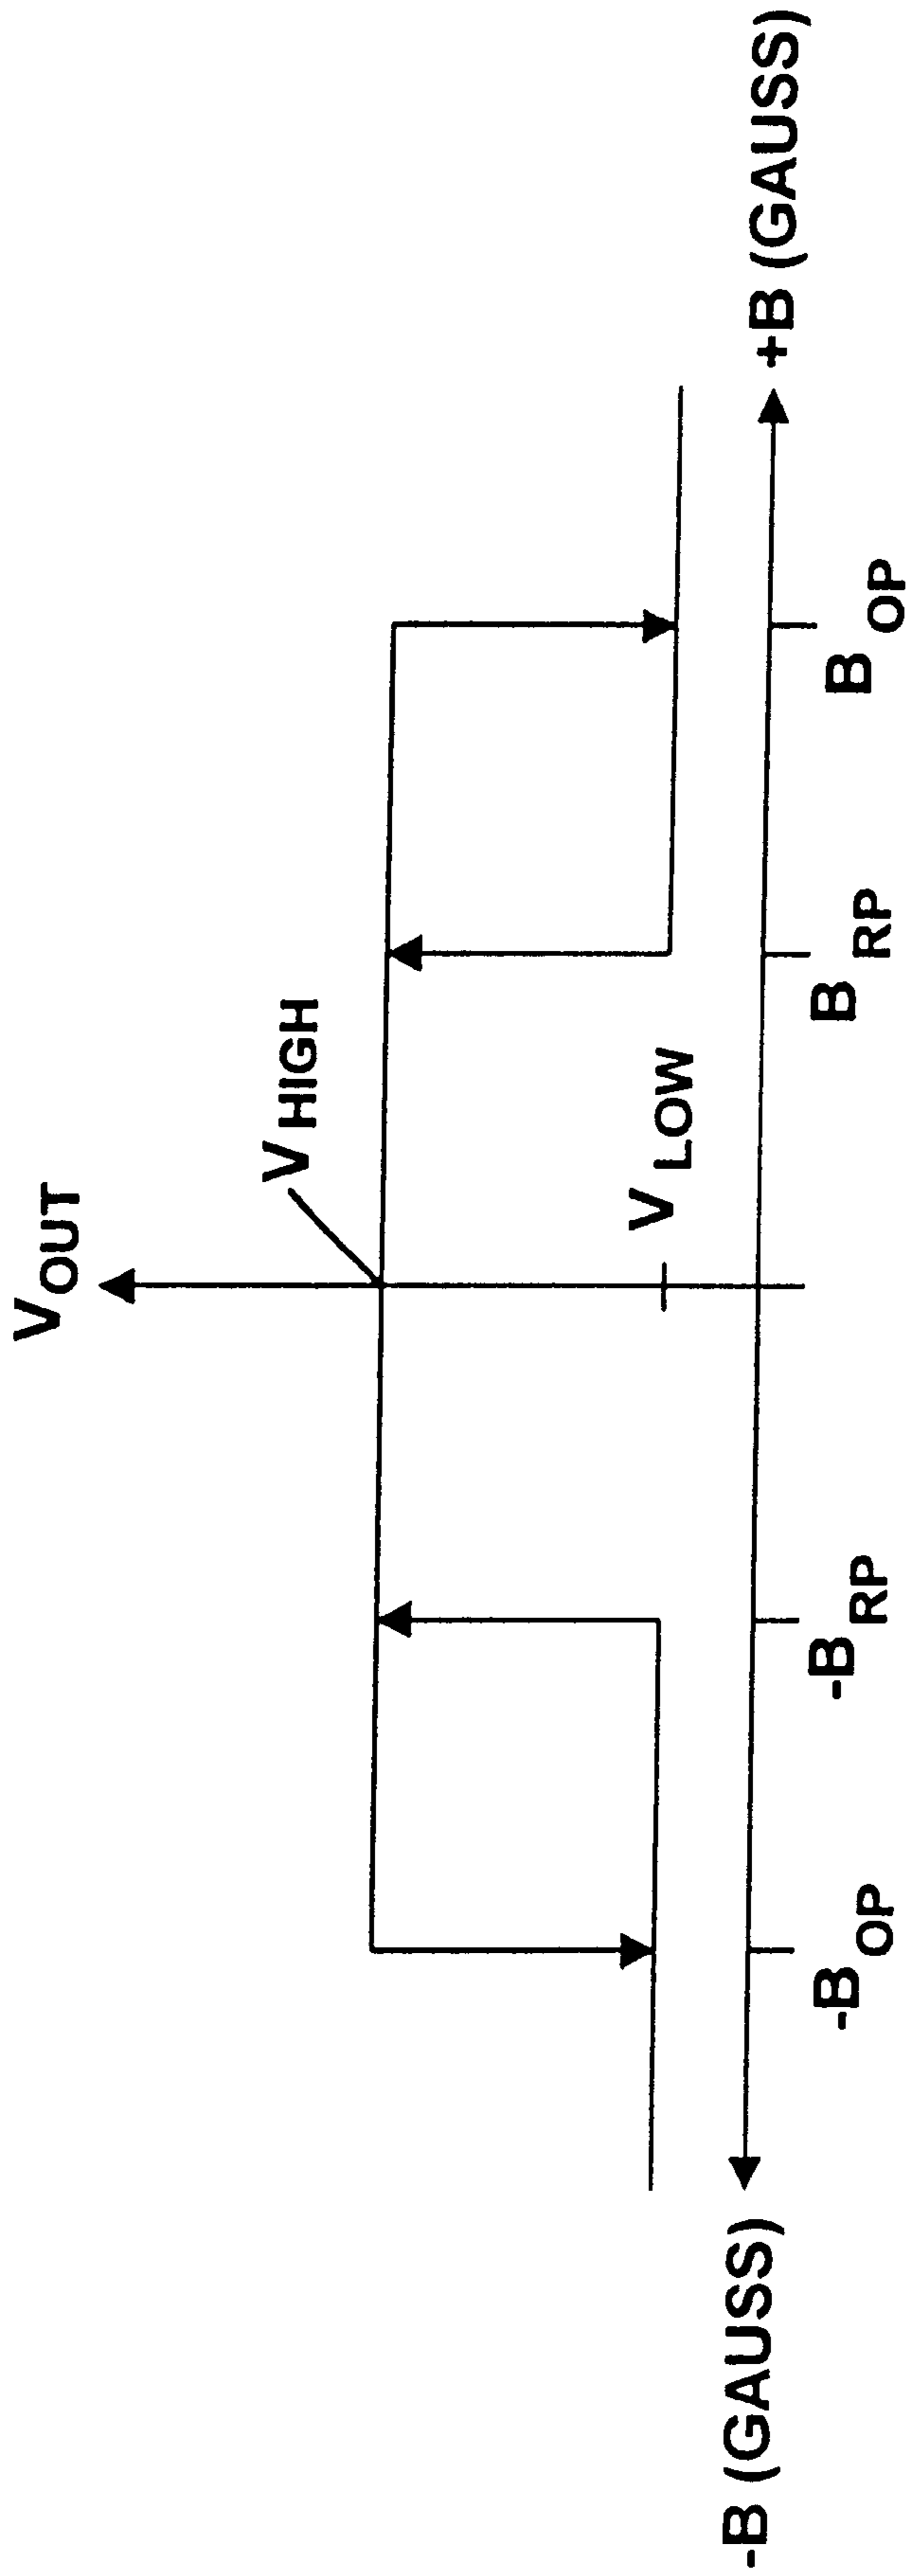 V OUT
V HIGH
V LOW
-B (GAUSS)
+B (GAUSS)
-B OP
-B RP
B RP
B OP